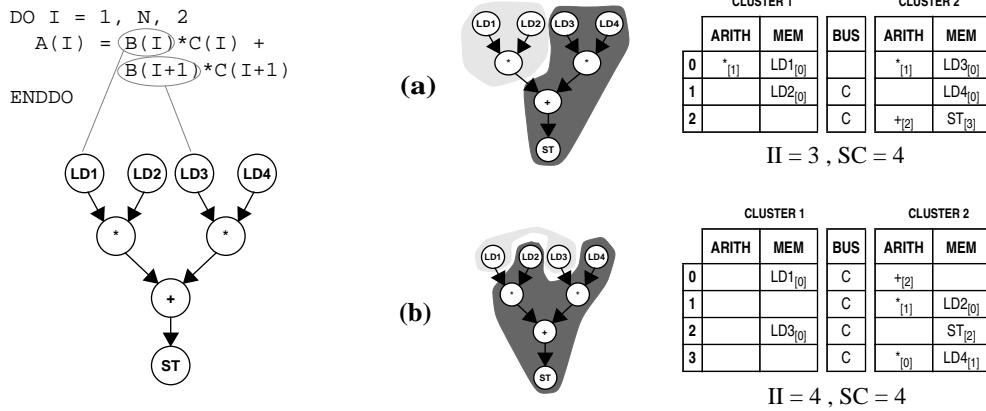 DO I = 1, N, 2
A(I) = B(I)*C(I) +
B(I+1)*C(I+1)
ENDDO
LD1 LD2 LD3 LD4
* *
+
ST
(a)
LD1 LD2 LD3 LD4
* *
+
ST
CLUSTER 1 CLUSTER 2
ARITH MEM BUS ARITH MEM
0 *[1] LD1[0] *[1] LD3[0]
1 LD2[0] C LD4[0]
2 C +[2] ST[3]
II = 3 , SC = 4
(b)
LD1 LD2 LD3 LD4
* *
+
ST
CLUSTER 1 CLUSTER 2
ARITH MEM BUS ARITH MEM
0 LD1[0] C +[2]
1 C *[1] LD2[0]
2 LD3[0] C ST[2]
3 C *[0] LD4[1]
II = 4 , SC = 4